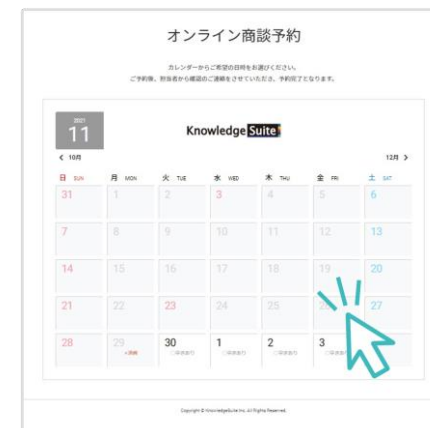 オンライン商談予約
カレンダーからご希望の日時をお選びください。
ご予約後、担当者から確認のご連絡をさせていただき、予約完了となります。
2021
11
Knowledge Suite
< 10月
12月 >
日 SUN 月 MON 火 TUE 水 WED 木 THU 金 FRI 土 SAT
31 1 2 3 4 5 6
7 8 9 10 11 12 13
14 15 16 17 18 19 20
21 22 23 24 25 27
28 29 30 1 2 3
Copyright © KnowledgeSuite Inc. All Rights Reserved.